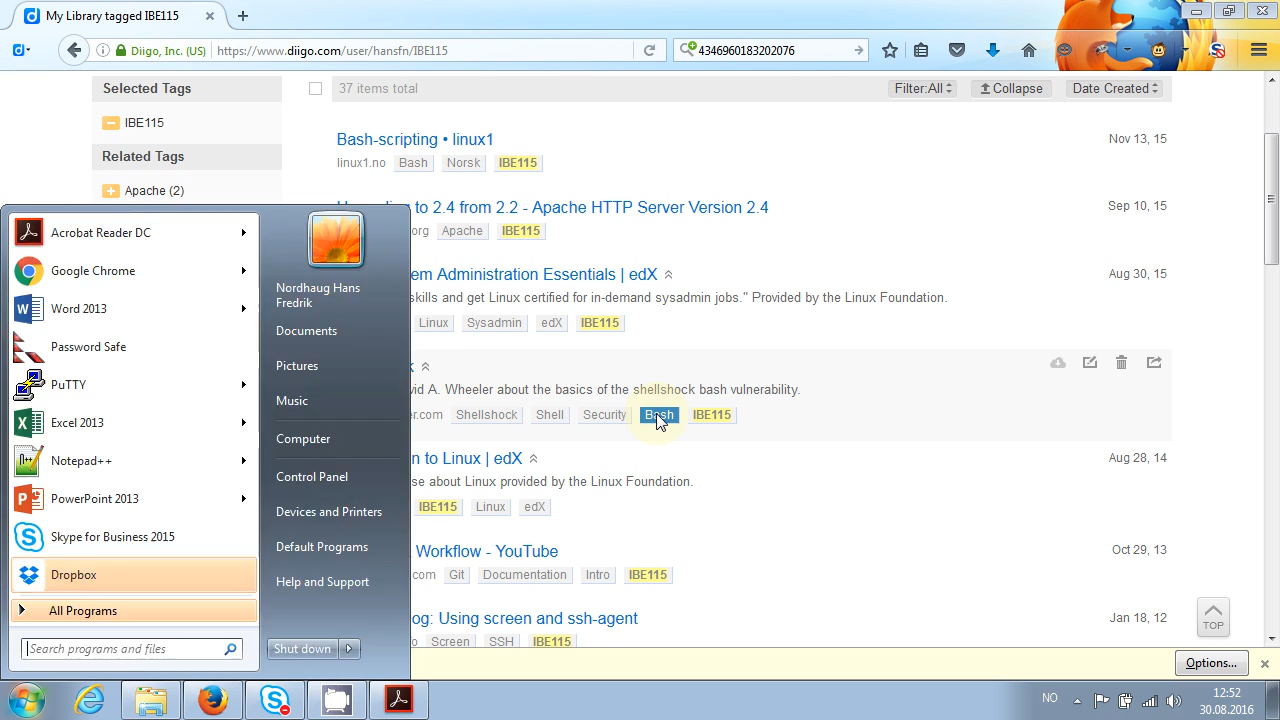 My Library tagged IBE115
Diigo, Inc. (US)
https://www.diigo.com/user/hansfn/IBE115
4346960183202076
Selected Tags
IBE115
Related Tags
Apache (2)
37 items total
Filter:All
Collapse
Date Created
Bash-scripting • linux1
Nov 13, 15
linux1.no Bash Norsk IBE115
to 2.4 from 2.2 - Apache HTTP Server Version 2.4
Sep 10, 15
org Apache IBE115
em Administration Essentials | edX
Aug 30, 15
skills and get Linux certified for in-demand sysadmin jobs." Provided by the Linux Foundation.
Linux Sysadmin edX IBE115
k
vid A. Wheeler about the basics of the shellshock bash vulnerability.
er.com Shellshock Shell Security Bash IBE115
n to Linux | edX
Aug 28, 14
se about Linux provided by the Linux Foundation.
IBE115 Linux edX
Workflow - YouTube
Oct 29, 13
com Git Documentation Intro IBE115
og: Using screen and ssh-agent
Jan 18, 12
o Screen SSH IBE115
TOP
Options...
Acrobat Reader DC
Google Chrome
Word 2013
Password Safe
PuTTY
Excel 2013
Notepad++
PowerPoint 2013
Skype for Business 2015
Dropbox
All Programs
Search programs and files
Nordhaug Hans
Fredrik
Documents
Pictures
Music
Computer
Control Panel
Devices and Printers
Default Programs
Help and Support
Shut down
NO
12:52
30.08.2016